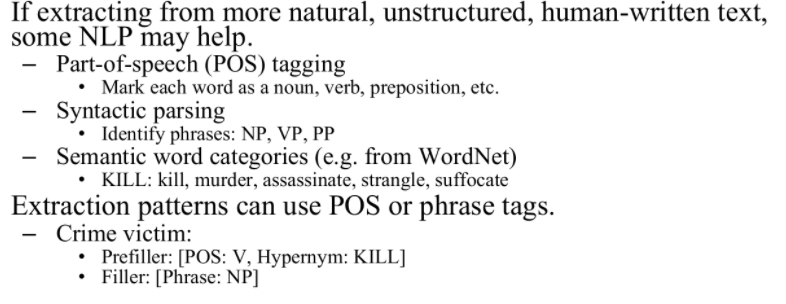 If extracting from more natural, unstructured, human-written text,
some NLP may help.
– Part-of-speech (POS) tagging
• Mark each word as a noun, verb, preposition, etc.
– Syntactic parsing
• Identify phrases: NP, VP, PP
– Semantic word categories (e.g. from WordNet)
• KILL: kill, murder, assassinate, strangle, suffocate
Extraction patterns can use POS or phrase tags.
– Crime victim:
• Prefiller: [POS: V, Hypernym: KILL]
• Filler: [Phrase: NP]